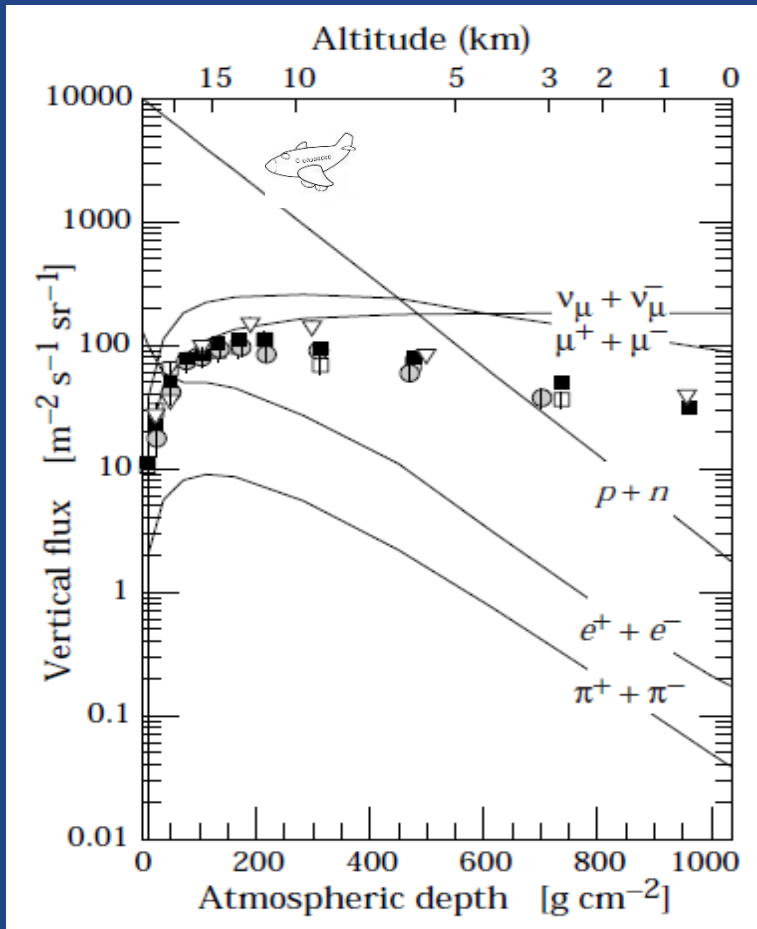 Altitude (km)
15 10 5 3 2 1 0
10000
1000
100
10
1
0.1
0.01
Vertical flux [m⁻² s⁻¹ sr⁻¹]
νμ + ν̄μ
μ⁺ + μ⁻
p + n
e⁺ + e⁻
π⁺ + π⁻
0 200 400 600 800 1000
Atmospheric depth [g cm⁻²]